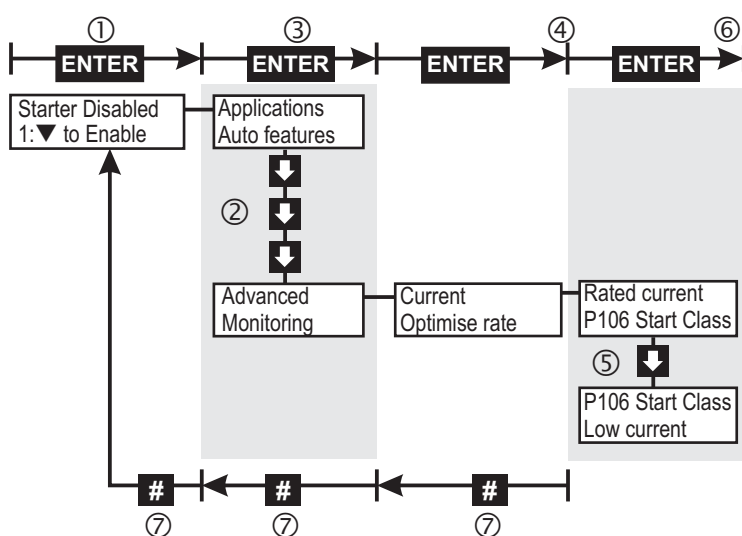 ① ③ ④ ⑥
ENTER ENTER ENTER ENTER
Starter Disabled
1:▼ to Enable
Applications
Auto features
②
Advanced
Monitoring
Current
Optimise rate
Rated current
P106 Start Class
⑤
P106 Start Class
Low current
# # #
⑦ ⑦ ⑦